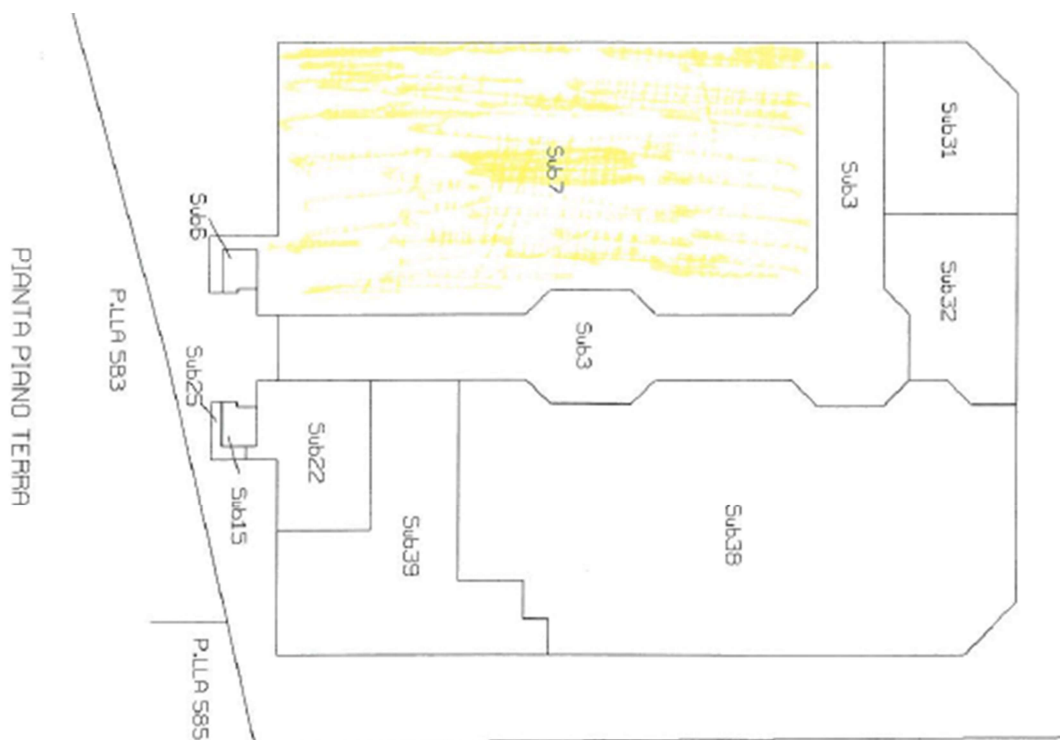 PIANTA PIANO TERRA
P.LLA 583
P.LLA 585
Sub6
Sub25
Sub15
Sub22
Sub39
Sub7
Sub3
Sub38
Sub3
Sub31
Sub32